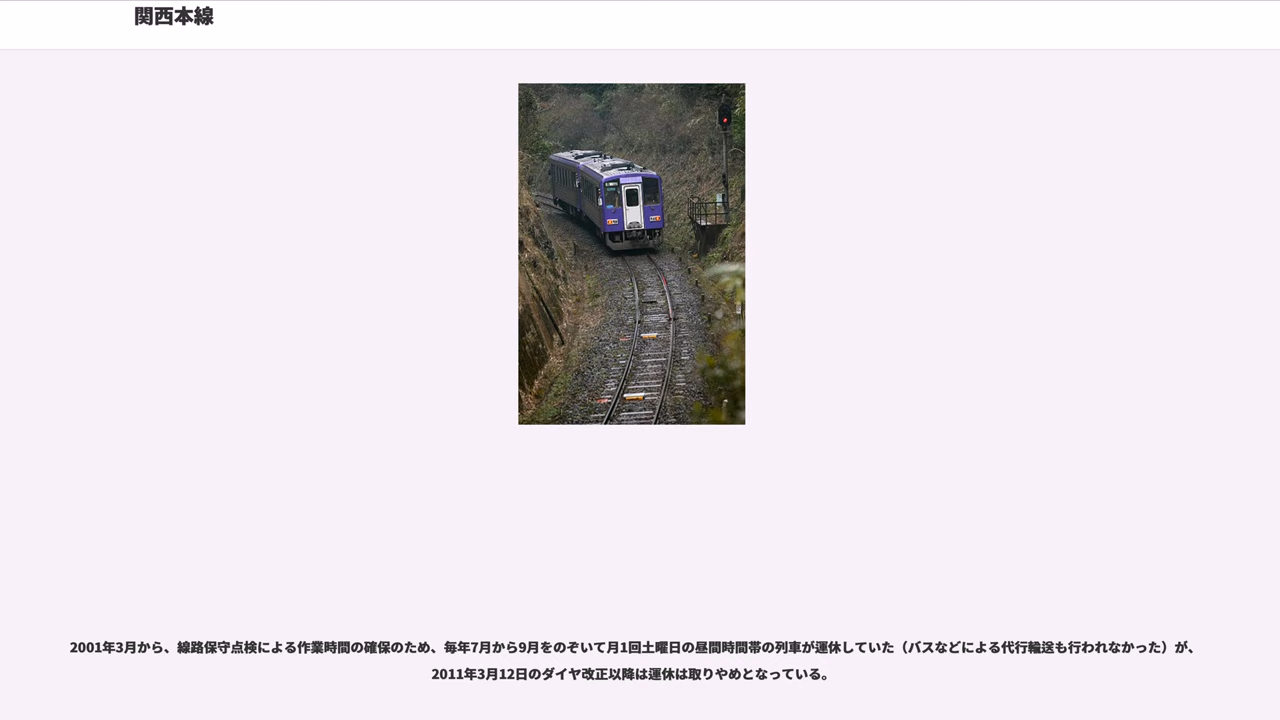 関西本線
2001年3月から、線路保守点検による作業時間の確保のため、毎年7月から9月をのぞいて月1回土曜日の昼間時間帯の列車が運休していた（バスなどによる代行輸送も行われなかった）が、
2011年3月12日のダイヤ改正以降は運休は取りやめとなっている。